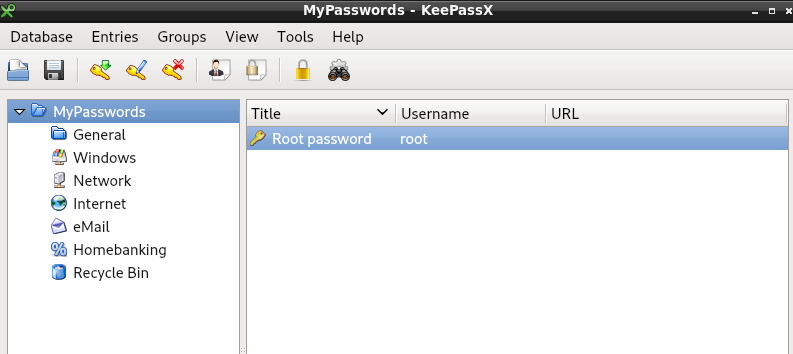 MyPasswords - KeePassX
Database Entries Groups View Tools Help
MyPasswords
General
Windows
Network
Internet
eMail
Homebanking
Recycle Bin
Title Username URL
Root password root